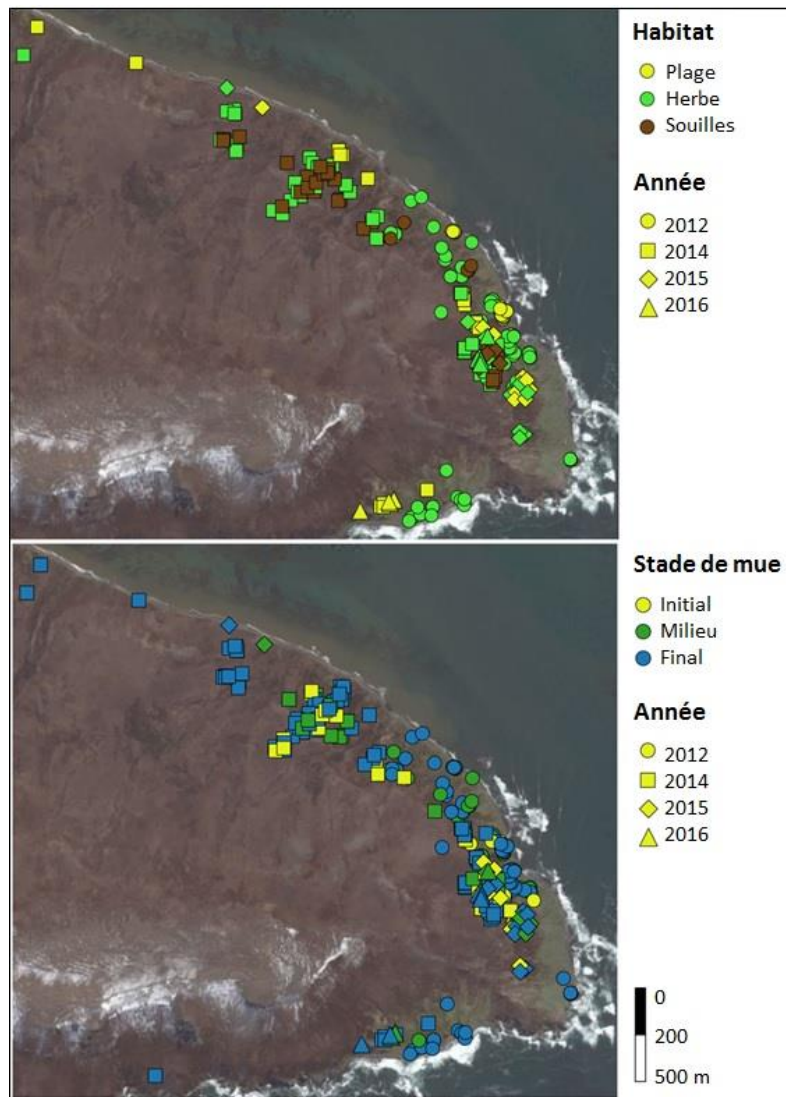 Habitat
Plage
Herbe
Souilles
Année
2012
2014
2015
2016
Stade de mue
Initial
Milieu
Final
Année
2012
2014
2015
2016
0
200
500 m